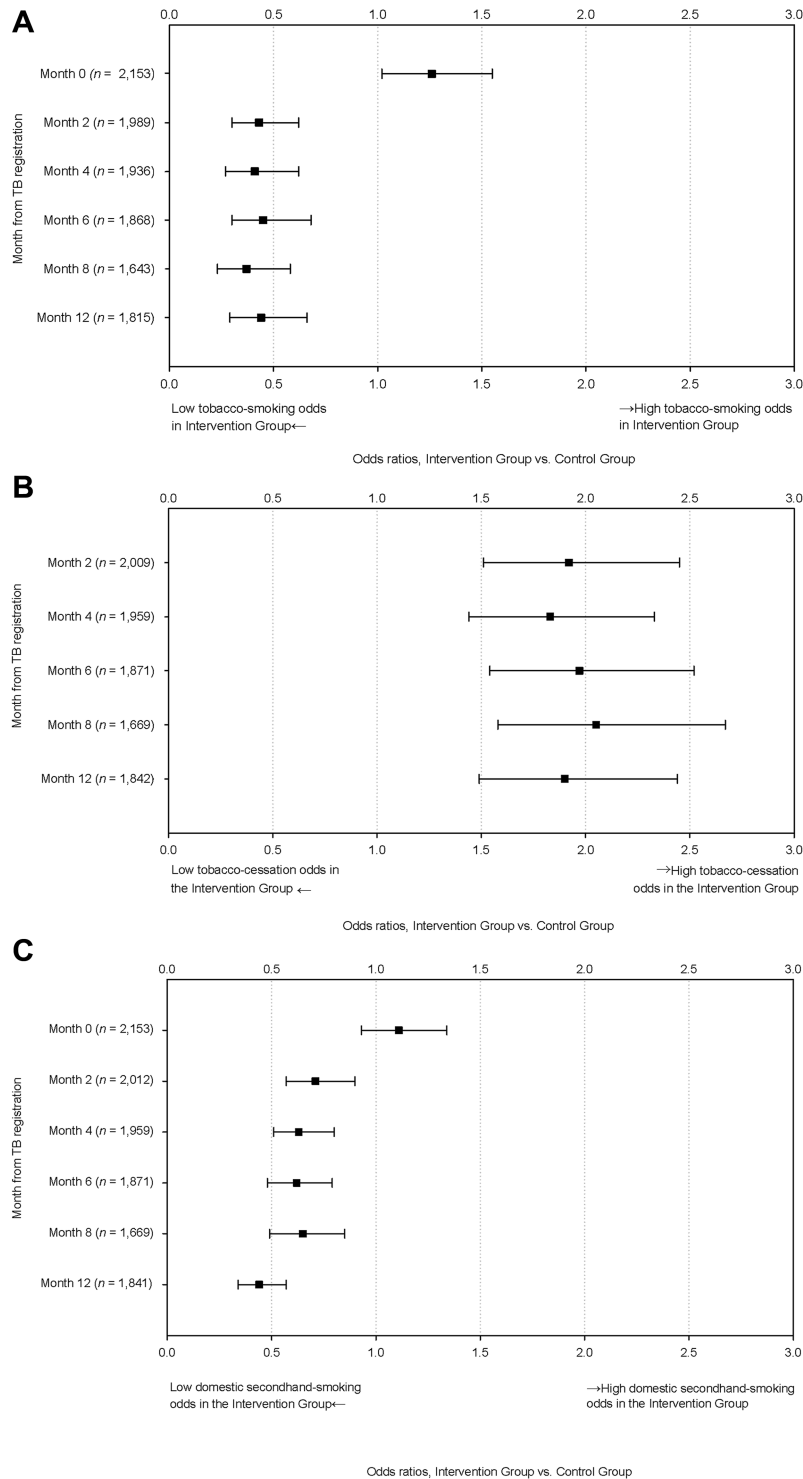 A
0.0 0.5 1.0 1.5 2.0 2.5 3.0
Month from TB registration
Month 0 (n = 2,153)
Month 2 (n = 1,989)
Month 4 (n = 1,936)
Month 6 (n = 1,868)
Month 8 (n = 1,643)
Month 12 (n = 1,815)
0.0 0.5 1.0 1.5 2.0 2.5 3.0
Low tobacco-smoking odds
in Intervention Group←
→High tobacco-smoking odds
in Intervention Group
Odds ratios, Intervention Group vs. Control Group
B
0.0 0.5 1.0 1.5 2.0 2.5 3.0
Month from TB registration
Month 2 (n = 2,009)
Month 4 (n = 1,959)
Month 6 (n = 1,871)
Month 8 (n = 1,669)
Month 12 (n = 1,842)
0.0 0.5 1.0 1.5 2.0 2.5 3.0
Low tobacco-cessation odds in
the Intervention Group ←
→High tobacco-cessation
odds in the Intervention Group
Odds ratios, Intervention Group vs. Control Group
C
0.0 0.5 1.0 1.5 2.0 2.5 3.0
Month from TB registration
Month 0 (n = 2,153)
Month 2 (n = 2,012)
Month 4 (n = 1,959)
Month 6 (n = 1,871)
Month 8 (n = 1,669)
Month 12 (n = 1,841)
0.0 0.5 1.0 1.5 2.0 2.5 3.0
Low domestic secondhand-smoking
odds in the Intervention Group←
→High domestic secondhand-smoking
odds in the Intervention Group
Odds ratios, Intervention Group vs. Control Group